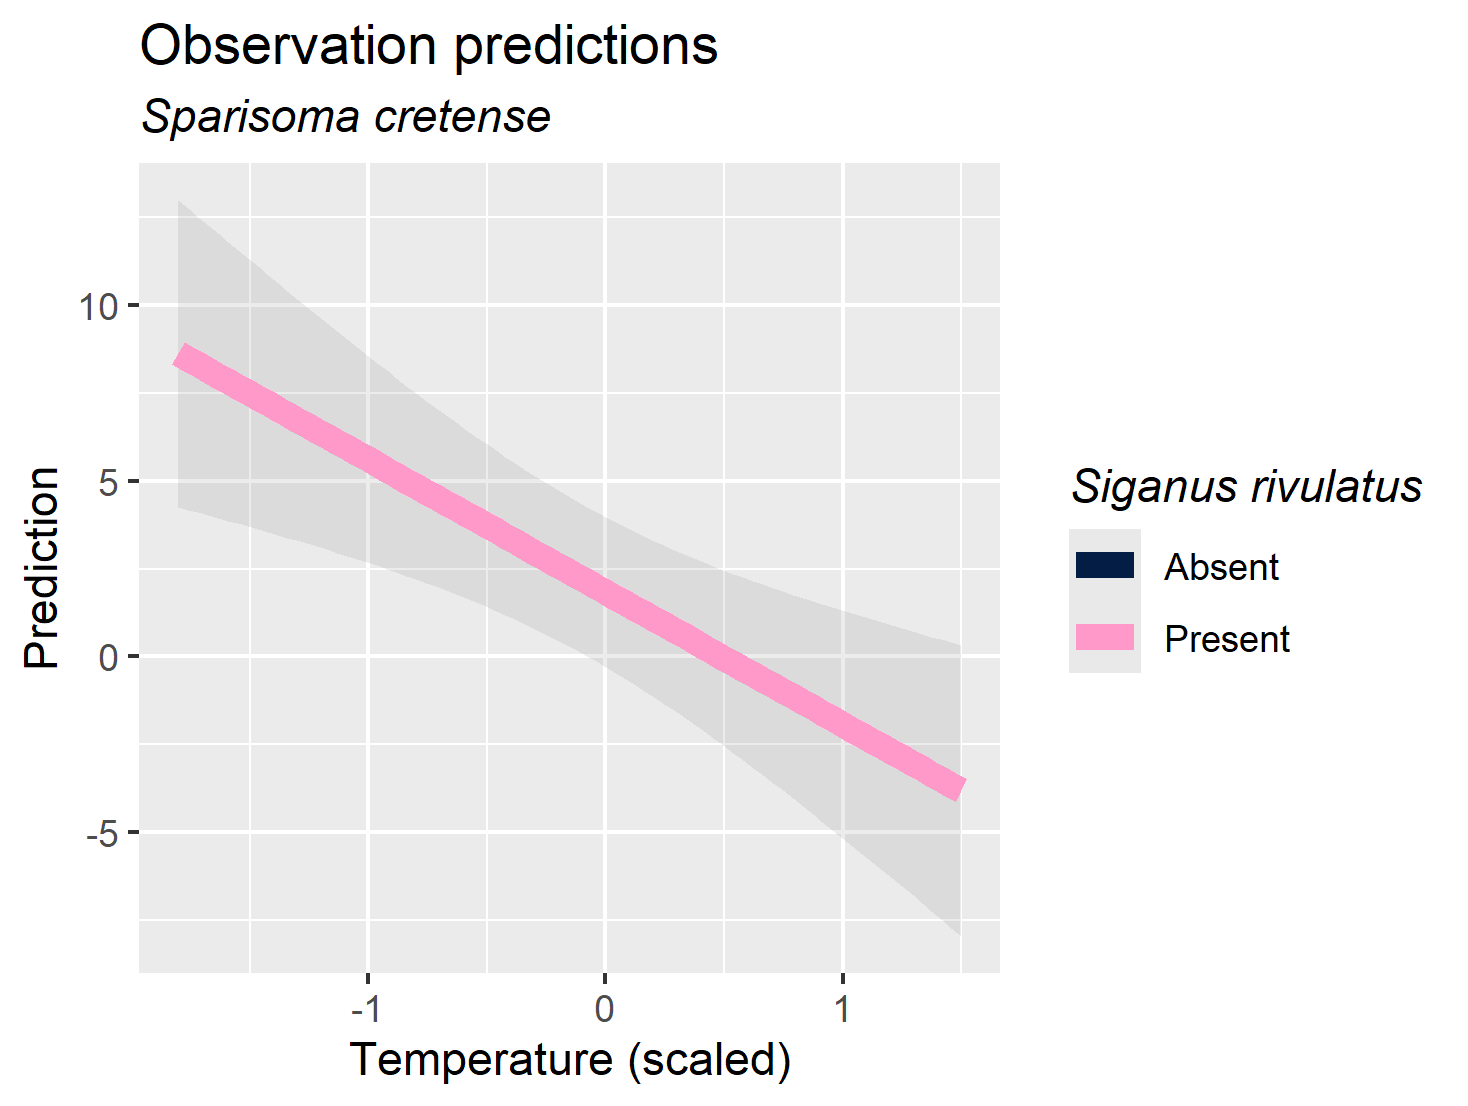 Observation predictions
Sparisoma cretense
Prediction
10
5
0
-5
-1 0 1
Temperature (scaled)
Siganus rivulatus
Absent
Present